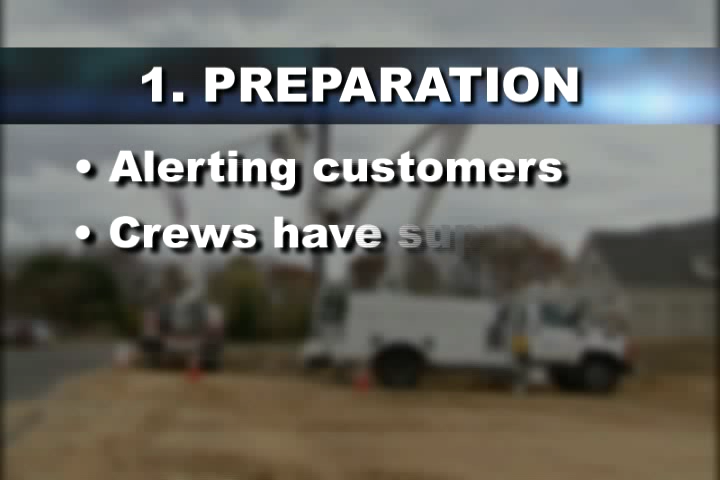 1. PREPARATION
• Alerting customers
• Crews have